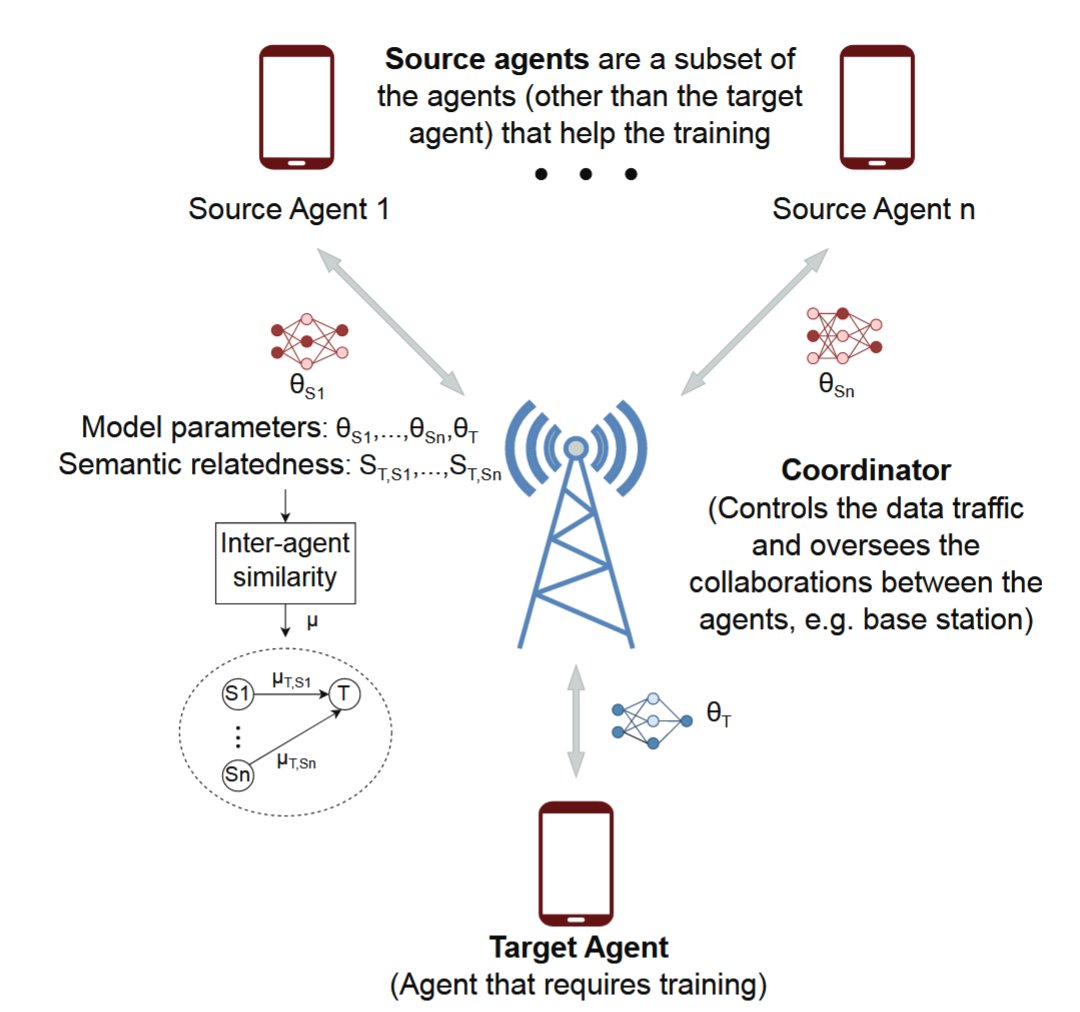 Source agents are a subset of
the agents (other than the target
agent) that help the training
• • •
Source Agent 1
Source Agent n
θS1
θSn
Model parameters: θS1,...,θSn,θT
Semantic relatedness: ST,S1,...,ST,Sn
Coordinator
(Controls the data traffic
and oversees the
collaborations between the
agents, e.g. base station)
Inter-agent
similarity
μ
S1
μT,S1
T
⋮
Sn
μT,Sn
θT
Target Agent
(Agent that requires training)